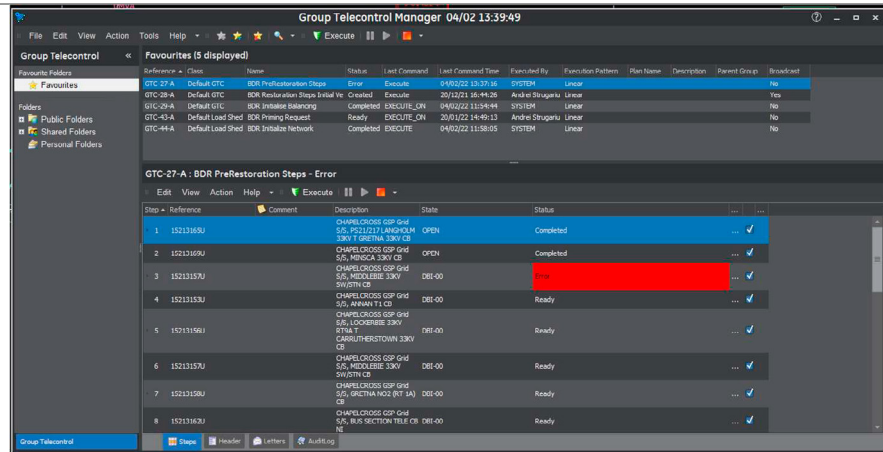 Group Telecontrol Manager 04/02 13:39:49
File Edit View Action Tools Help Execute
Group Telecontrol «
Favourite Folders
Favourites
Folders
Public Folders
Shared Folders
Personal Folders
Group Telecontrol
Favourites (5 displayed)
Reference Class Name Status Last Command Last Command Time Executed By Execution Pattern Plan Name Description Parent Group Broadcast
GTC-27-A Default GTC BDR PreRestoration Steps Error Execute 04/02/22 13:37:16 SYSTEM Linear No
GTC-28-A Default GTC BDR Restoration Steps Initial Ve Created Execute 20/12/21 16:44:26 Andrei Strugariu Linear Yes
GTC-29-A Default GTC BDR Initialise Balancing Completed EXECUTE_ON 04/02/22 11:54:44 SYSTEM Linear No
GTC-43-A Default Load Shed BDR Priming Request Ready EXECUTE_ON 20/01/22 14:49:13 Andrei Strugariu Linear No
GTC-44-A Default Load Shed BDR Initialize Network Completed EXECUTE 04/02/22 11:58:05 SYSTEM Linear No
GTC-27-A : BDR PreRestoration Steps - Error
Edit View Action Help Execute
Step Reference Comment Description State Status ... ...
CHAPELCROSS GSP Grid
1 15213165U S/S, PS21/217 LANGHOLM OPEN Completed ...
33KV T GRETNA 33KV CB
CHAPELCROSS GSP Grid
2 15213169U S/S, MINSCA 33KV CB OPEN Completed ...
CHAPELCROSS GSP Grid
3 15213157U S/S, MIDDLEBIE 33KV DBI-00 Error ...
SW/STN CB
CHAPELCROSS GSP Grid
4 15213153U S/S, ANNAN T1 CB DBI-00 Ready ...
CHAPELCROSS GSP Grid
S/S, LOCKERBIE 33KV
5 15213156U RT9A T DBI-00 Ready ...
CARRUTHERSTOWN 33KV
CB
CHAPELCROSS GSP Grid
6 15213157U S/S, MIDDLEBIE 33KV DBI-00 Ready ...
SW/STN CB
CHAPELCROSS GSP Grid
7 15213158U S/S, GRETNA NO2 (RT 1A) DBI-00 Ready ...
CB
CHAPELCROSS GSP Grid
8 15213162U S/S, BUS SECTION TELE CB DBI-00 Ready ...
NI
Steps Header Letters AuditLog